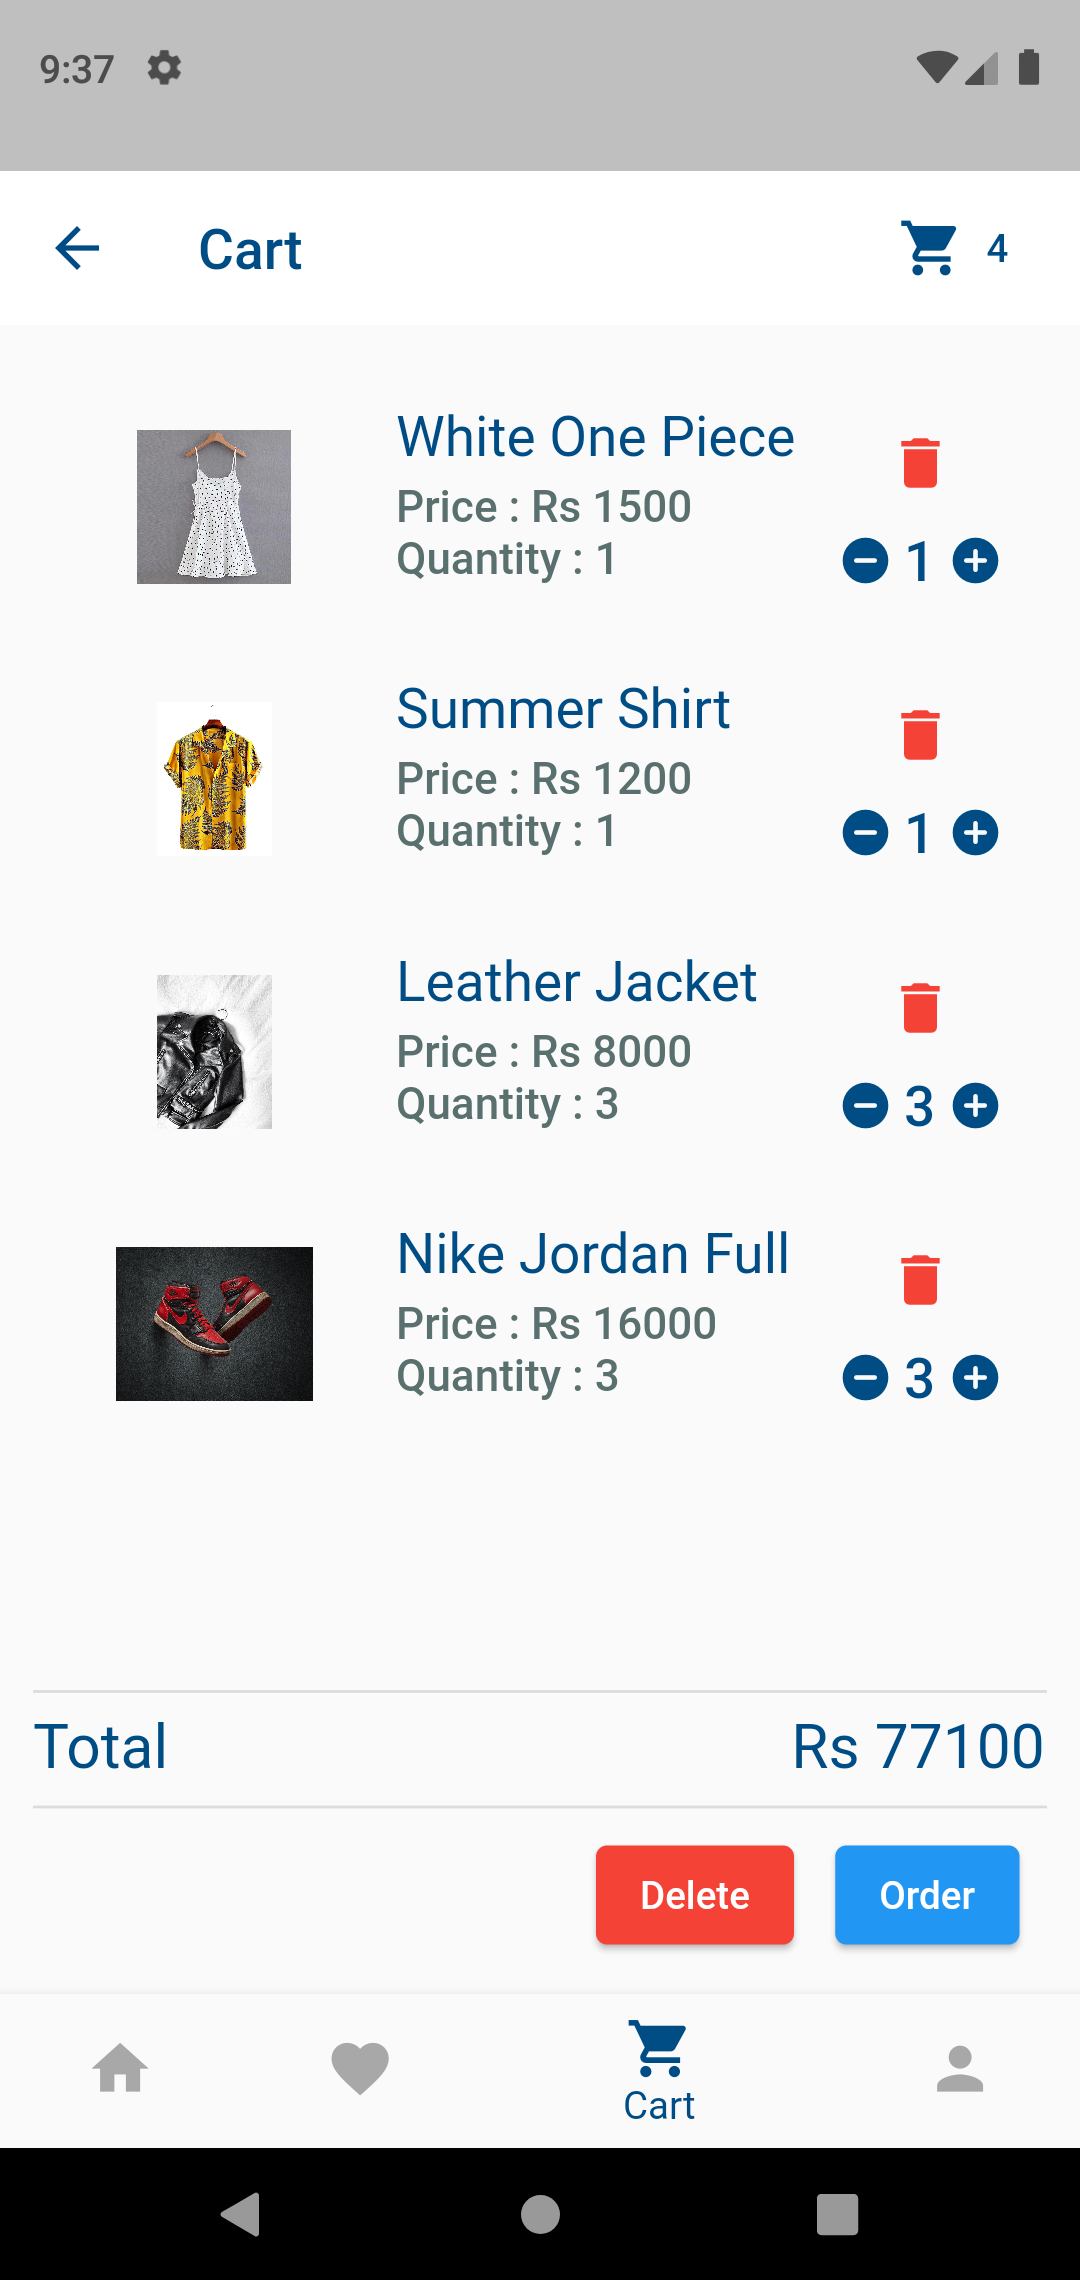 9:37
Cart
4
White One Piece
Price : Rs 1500
Quantity : 1
1
Summer Shirt
Price : Rs 1200
Quantity : 1
1
Leather Jacket
Price : Rs 8000
Quantity : 3
3
Nike Jordan Full
Price : Rs 16000
Quantity : 3
3
Total Rs 77100
Delete Order
Cart